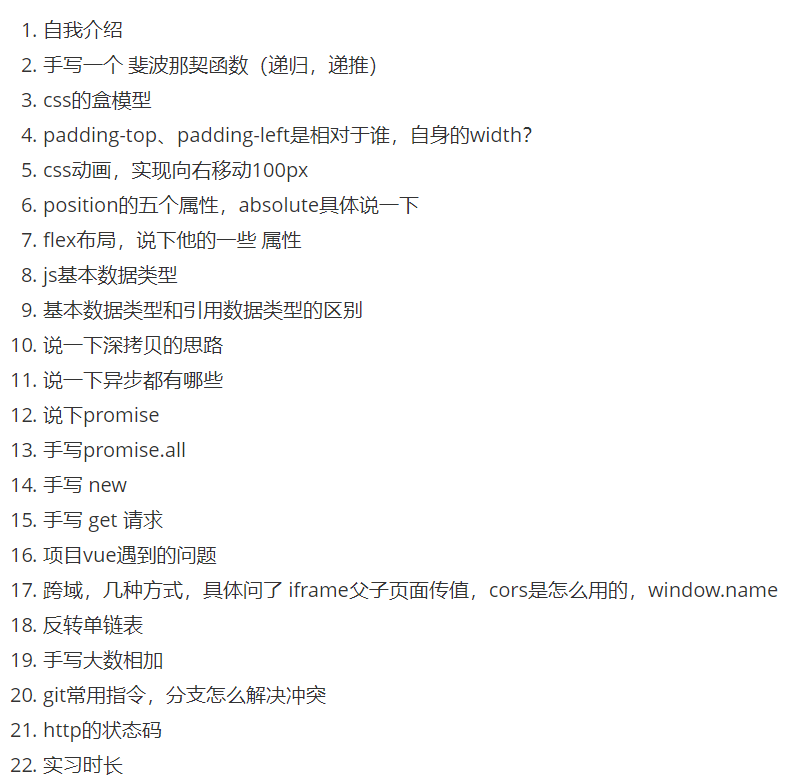 1. 自我介绍
2. 手写一个 斐波那契函数（递归，递推）
3. css的盒模型
4. padding-top、padding-left是相对于谁，自身的width？
5. css动画，实现向右移动100px
6. position的五个属性，absolute具体说一下
7. flex布局，说下他的一些 属性
8. js基本数据类型
9. 基本数据类型和引用数据类型的区别
10. 说一下深拷贝的思路
11. 说一下异步都有哪些
12. 说下promise
13. 手写promise.all
14. 手写 new
15. 手写 get 请求
16. 项目vue遇到的问题
17. 跨域，几种方式，具体问了 iframe父子页面传值，cors是怎么用的，window.name
18. 反转单链表
19. 手写大数相加
20. git常用指令，分支怎么解决冲突
21. http的状态码
22. 实习时长